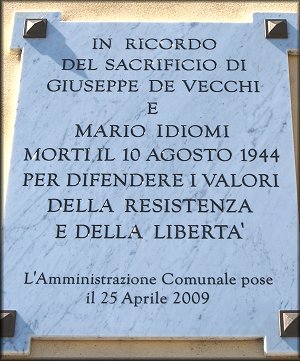 IN RICORDO
DEL SACRIFICIO DI
GIUSEPPE DE VECCHI
E
MARIO IDIOMI
MORTI IL 10 AGOSTO 1944
PER DIFENDERE I VALORI
DELLA RESISTENZA
E DELLA LIBERTA'
L'Amministrazione Comunale pose
il 25 Aprile 2009